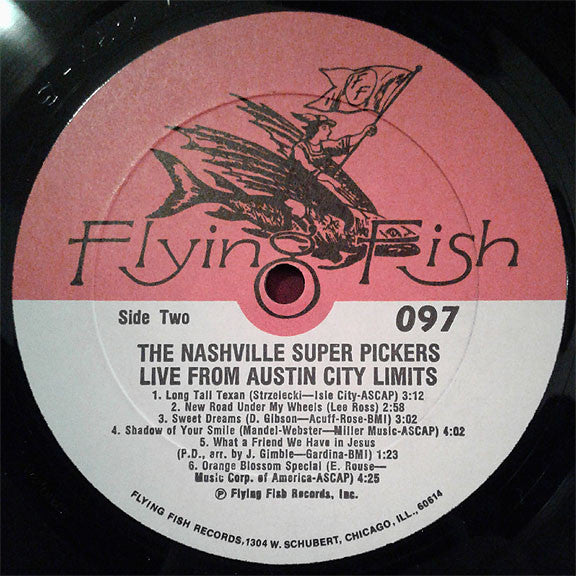 FF
Flying Fish
Side Two
097
THE NASHVILLE SUPER PICKERS
LIVE FROM AUSTIN CITY LIMITS
1. Long Tall Texan (Strzelecki—Isle City-ASCAP) 3:12
2. New Road Under My Wheels (Lee Ross) 2:58
3. Sweet Dreams (D. Gibson—Acuff-Rose-BMI) 3:02
4. Shadow of Your Smile (Mandel-Webster—Miller Music-ASCAP) 4:02
5. What a Friend We Have in Jesus
(P.D., arr. by J. Gimble—Gardina-BMI) 1:23
6. Orange Blossom Special (E. Rouse—
Music Corp. of America-ASCAP) 4:25
Ⓟ Flying Fish Records, Inc.
FLYING FISH RECORDS, 1304 W. SCHUBERT, CHICAGO, ILL., 60614